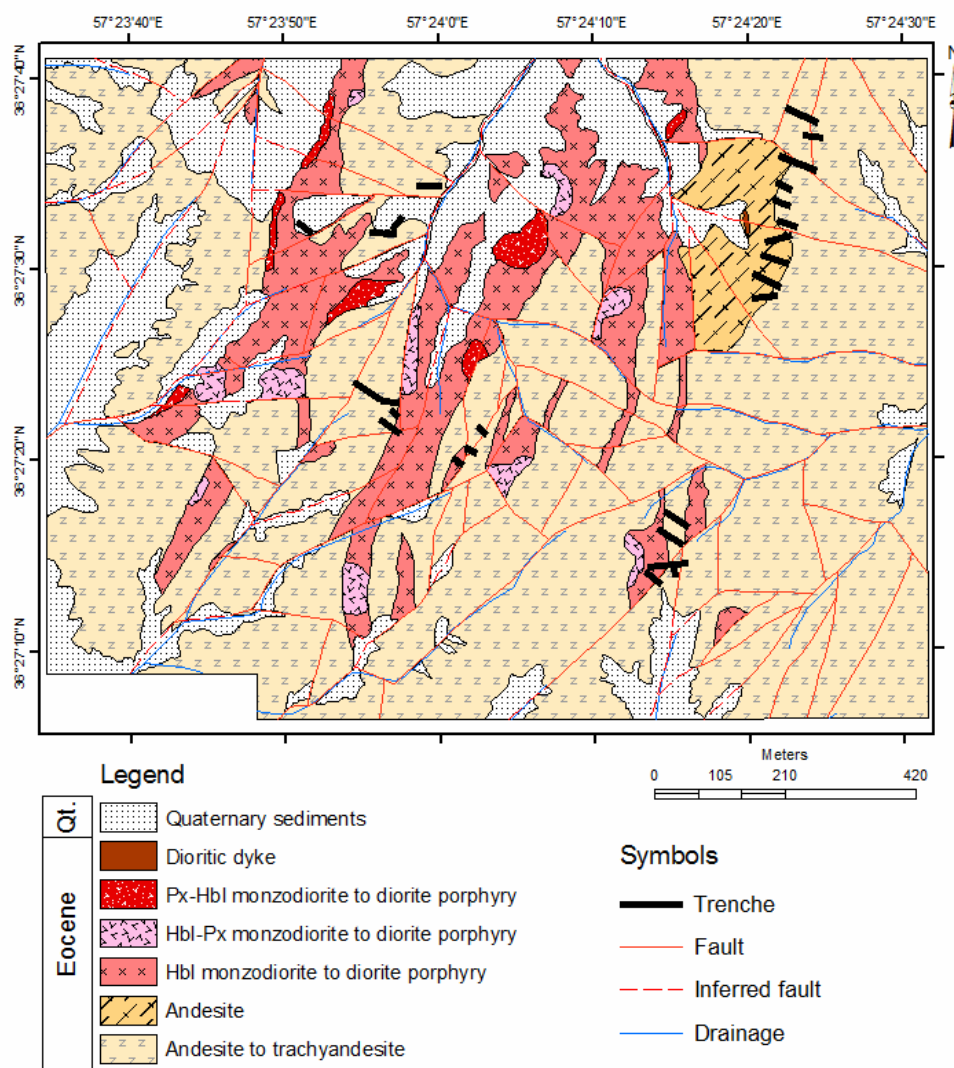 57°23'40"E 57°23'50"E 57°24'0"E 57°24'10"E 57°24'20"E 57°24'30"E
N
36°27'40"N
36°27'30"N
36°27'20"N
36°27'10"N
Meters
0 105 210 420
Legend
Qt.
Quaternary sediments
Eocene
Dioritic dyke
Px-Hbl monzodiorite to diorite porphyry
Hbl-Px monzodiorite to diorite porphyry
Hbl monzodiorite to diorite porphyry
Andesite
Andesite to trachyandesite
Symbols
Trenche
Fault
Inferred fault
Drainage